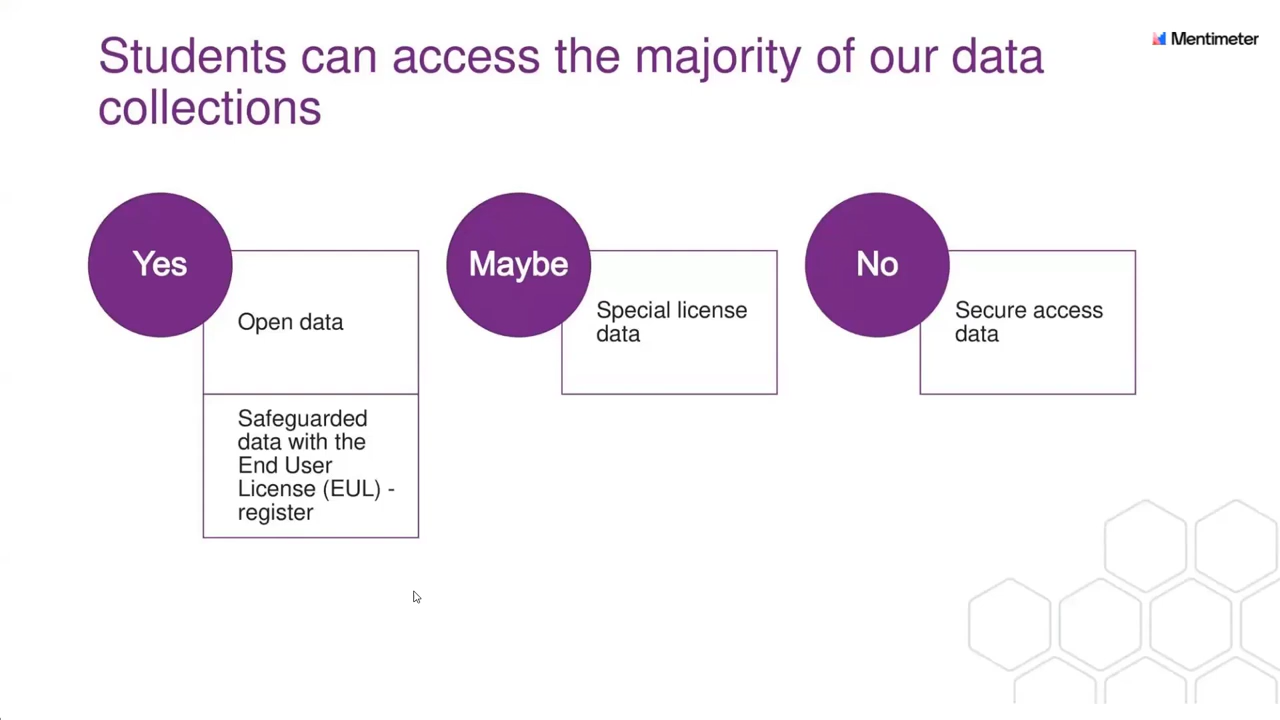 Students can access the majority of our data
collections
Mentimeter
Yes
Open data
Safeguarded
data with the
End User
License (EUL) -
register
Maybe
Special license
data
No
Secure access
data